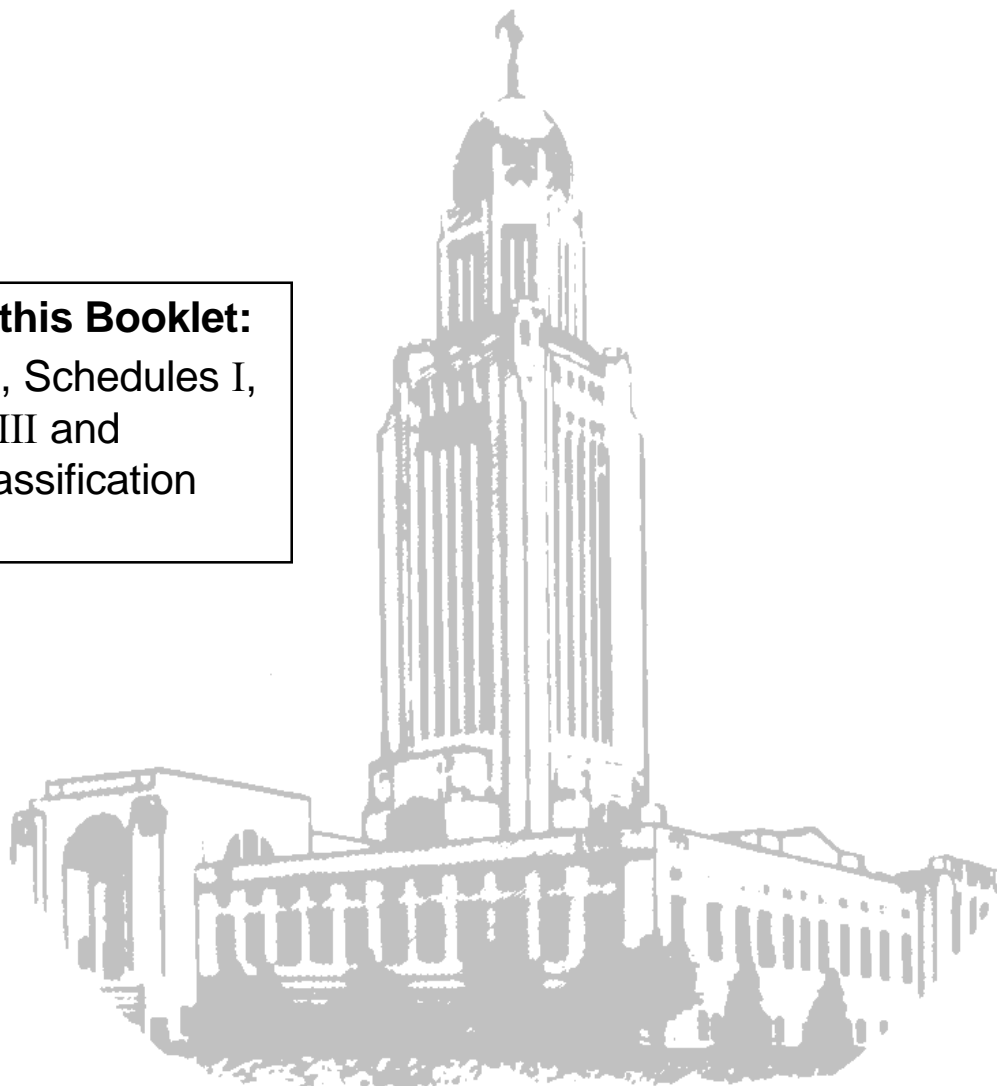 this Booklet:
, Schedules I,
III and
assification